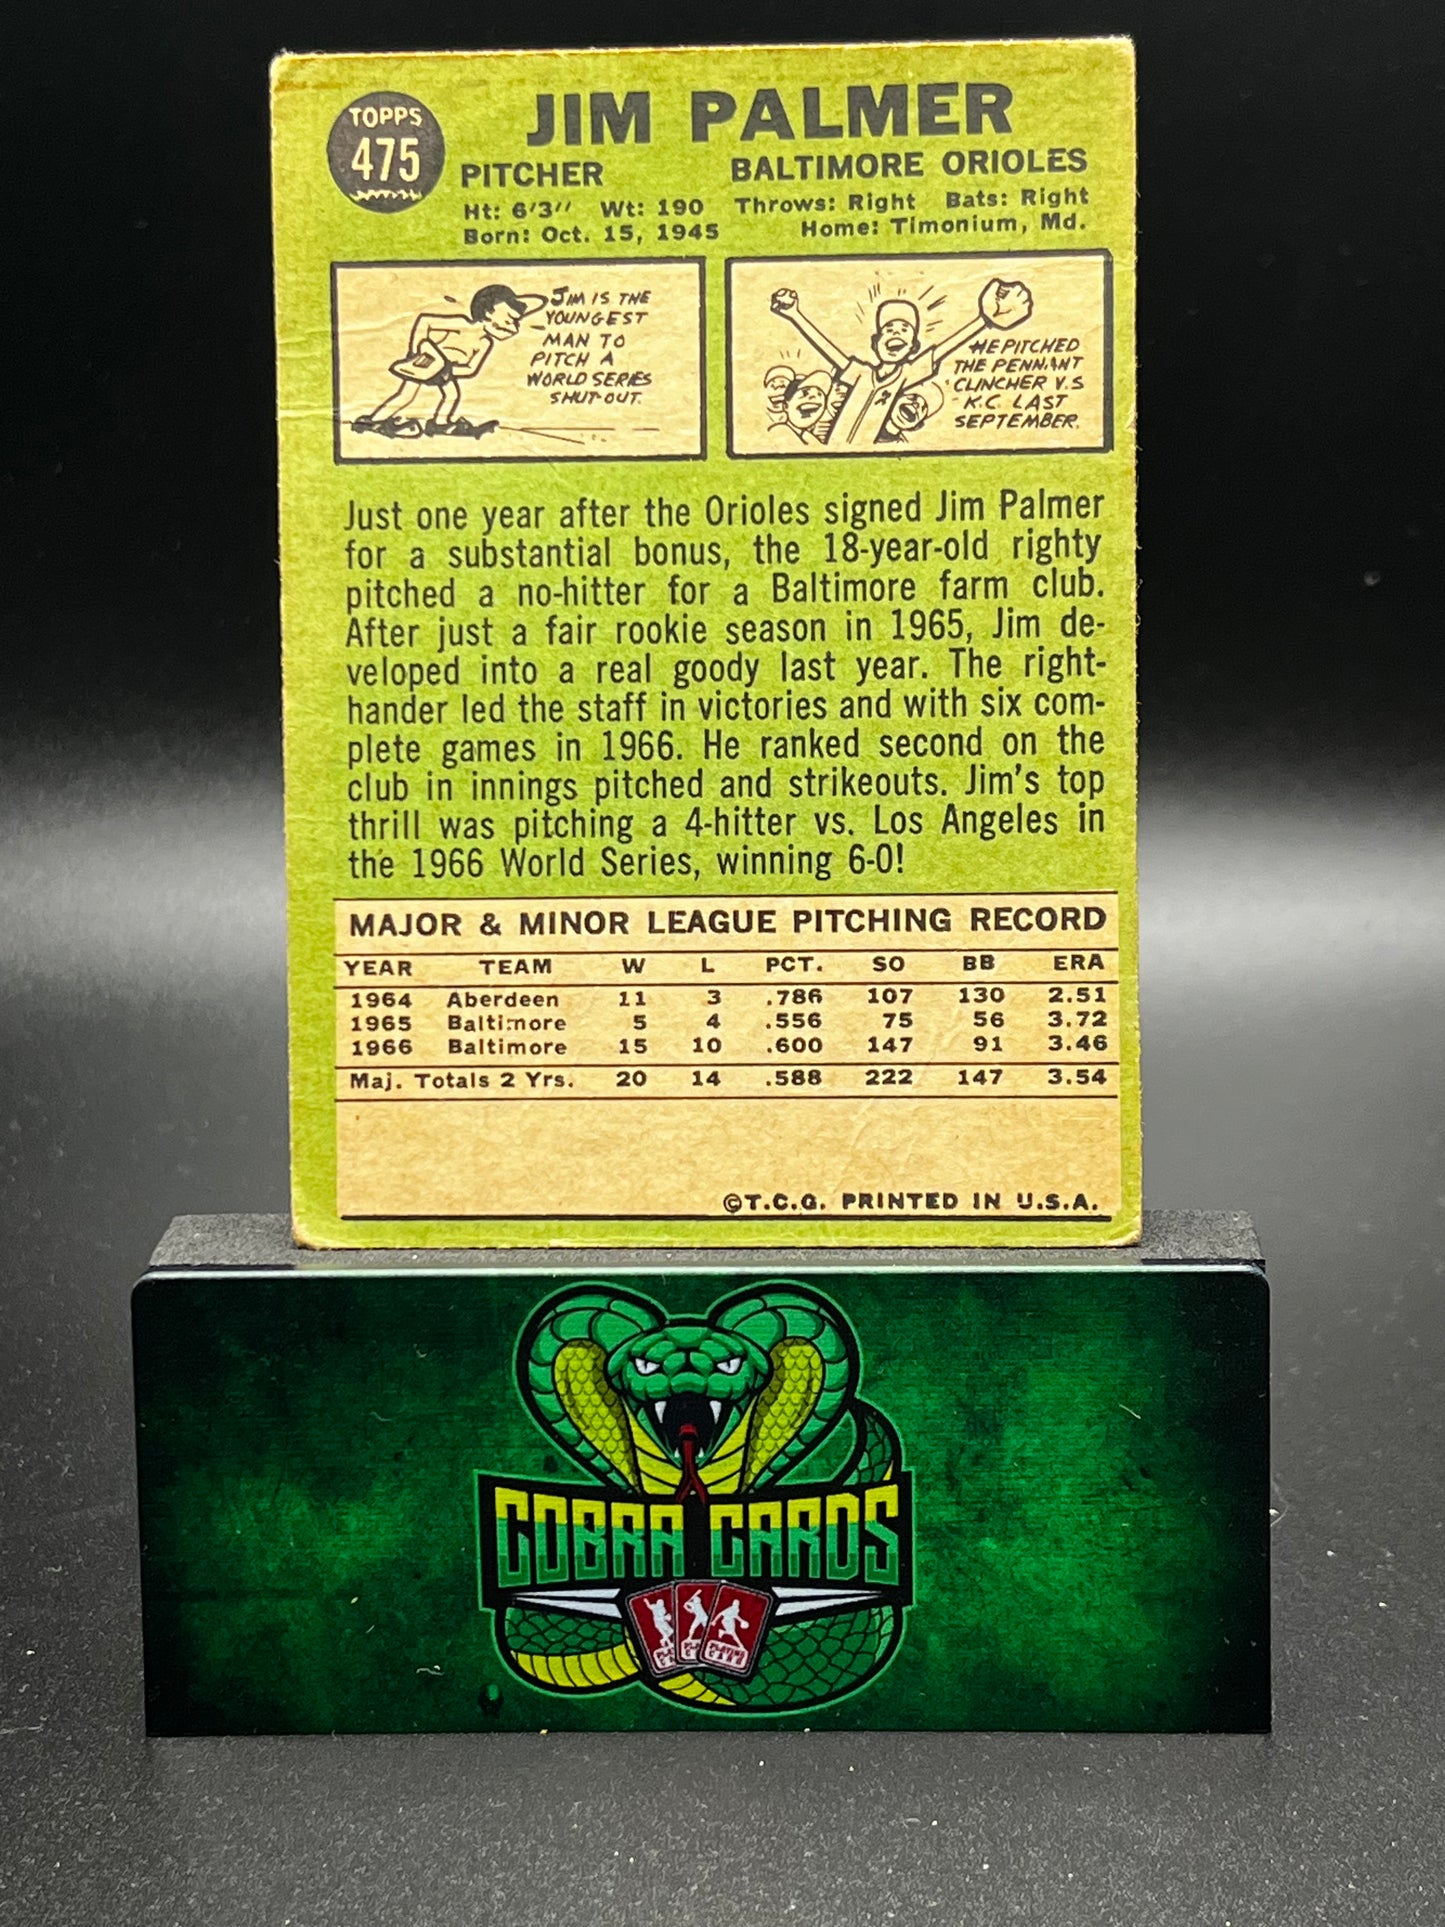 TOPPS
475
JIM PALMER
PITCHER BALTIMORE ORIOLES
Ht: 6'3'' Wt: 190 Throws: Right Bats: Right
Born: Oct. 15, 1945 Home: Timonium, Md.
JIM IS THE
YOUNGEST
MAN TO
PITCH A
WORLD SERIES
SHUT-OUT.
HE PITCHED
THE PENNANT
CLINCHER V.S
K.C. LAST
SEPTEMBER.
Just one year after the Orioles signed Jim Palmer
for a substantial bonus, the 18-year-old righty
pitched a no-hitter for a Baltimore farm club.
After just a fair rookie season in 1965, Jim de-
veloped into a real goody last year. The right-
hander led the staff in victories and with six com-
plete games in 1966. He ranked second on the
club in innings pitched and strikeouts. Jim's top
thrill was pitching a 4-hitter vs. Los Angeles in
the 1966 World Series, winning 6-0!
MAJOR & MINOR LEAGUE PITCHING RECORD
YEAR TEAM W L PCT. SO BB ERA
1964 Aberdeen 11 3 .786 107 130 2.51
1965 Baltimore 5 4 .556 75 56 3.72
1966 Baltimore 15 10 .600 147 91 3.46
Maj. Totals 2 Yrs. 20 14 .588 222 147 3.54
©T.C.G. PRINTED IN U.S.A.
COBRA CARDS